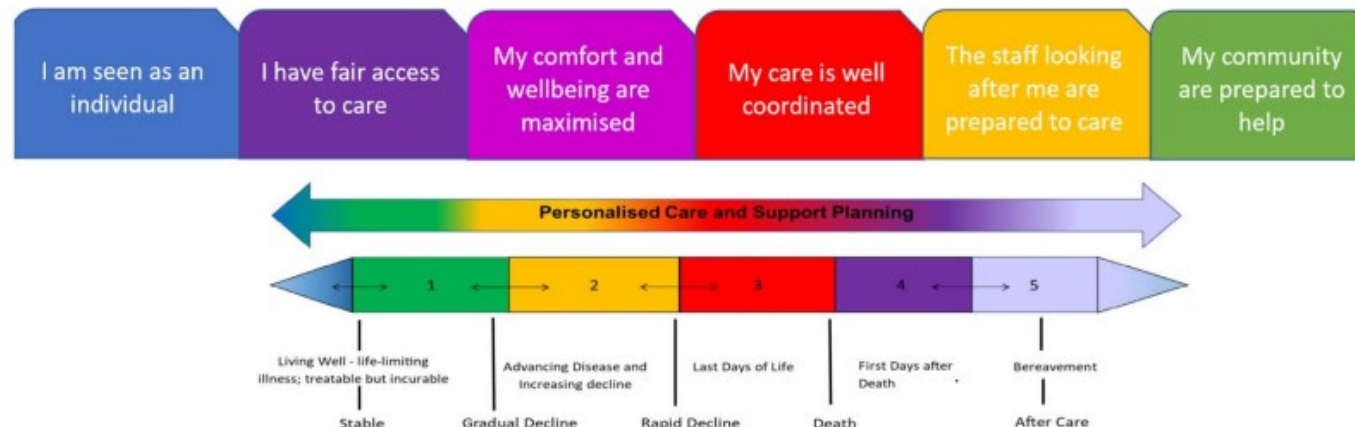 I am seen as an
individual
I have fair access
to care
My comfort and
wellbeing are
maximised
My care is well
coordinated
The staff looking
after me are
prepared to care
My community
are prepared to
help
Personalised Care and Support Planning
1
2
3
4
5
Living Well - life-limiting
illness; treatable but incurable
Advancing Disease and
Increasing decline
Last Days of Life
First Days after
Death
Bereavement
Stable
Gradual Decline
Rapid Decline
Death
After Care